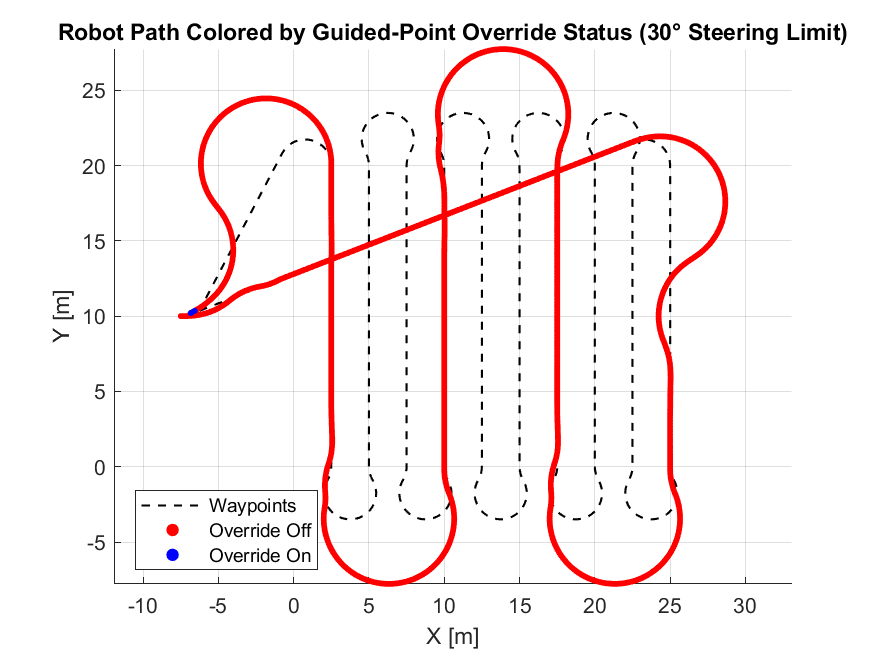 Robot Path Colored by Guided-Point Override Status (30° Steering Limit)
25
20
15
10
5
0
-5
Y [m]
Waypoints
Override Off
Override On
-10 -5 0 5 10 15 20 25 30
X [m]